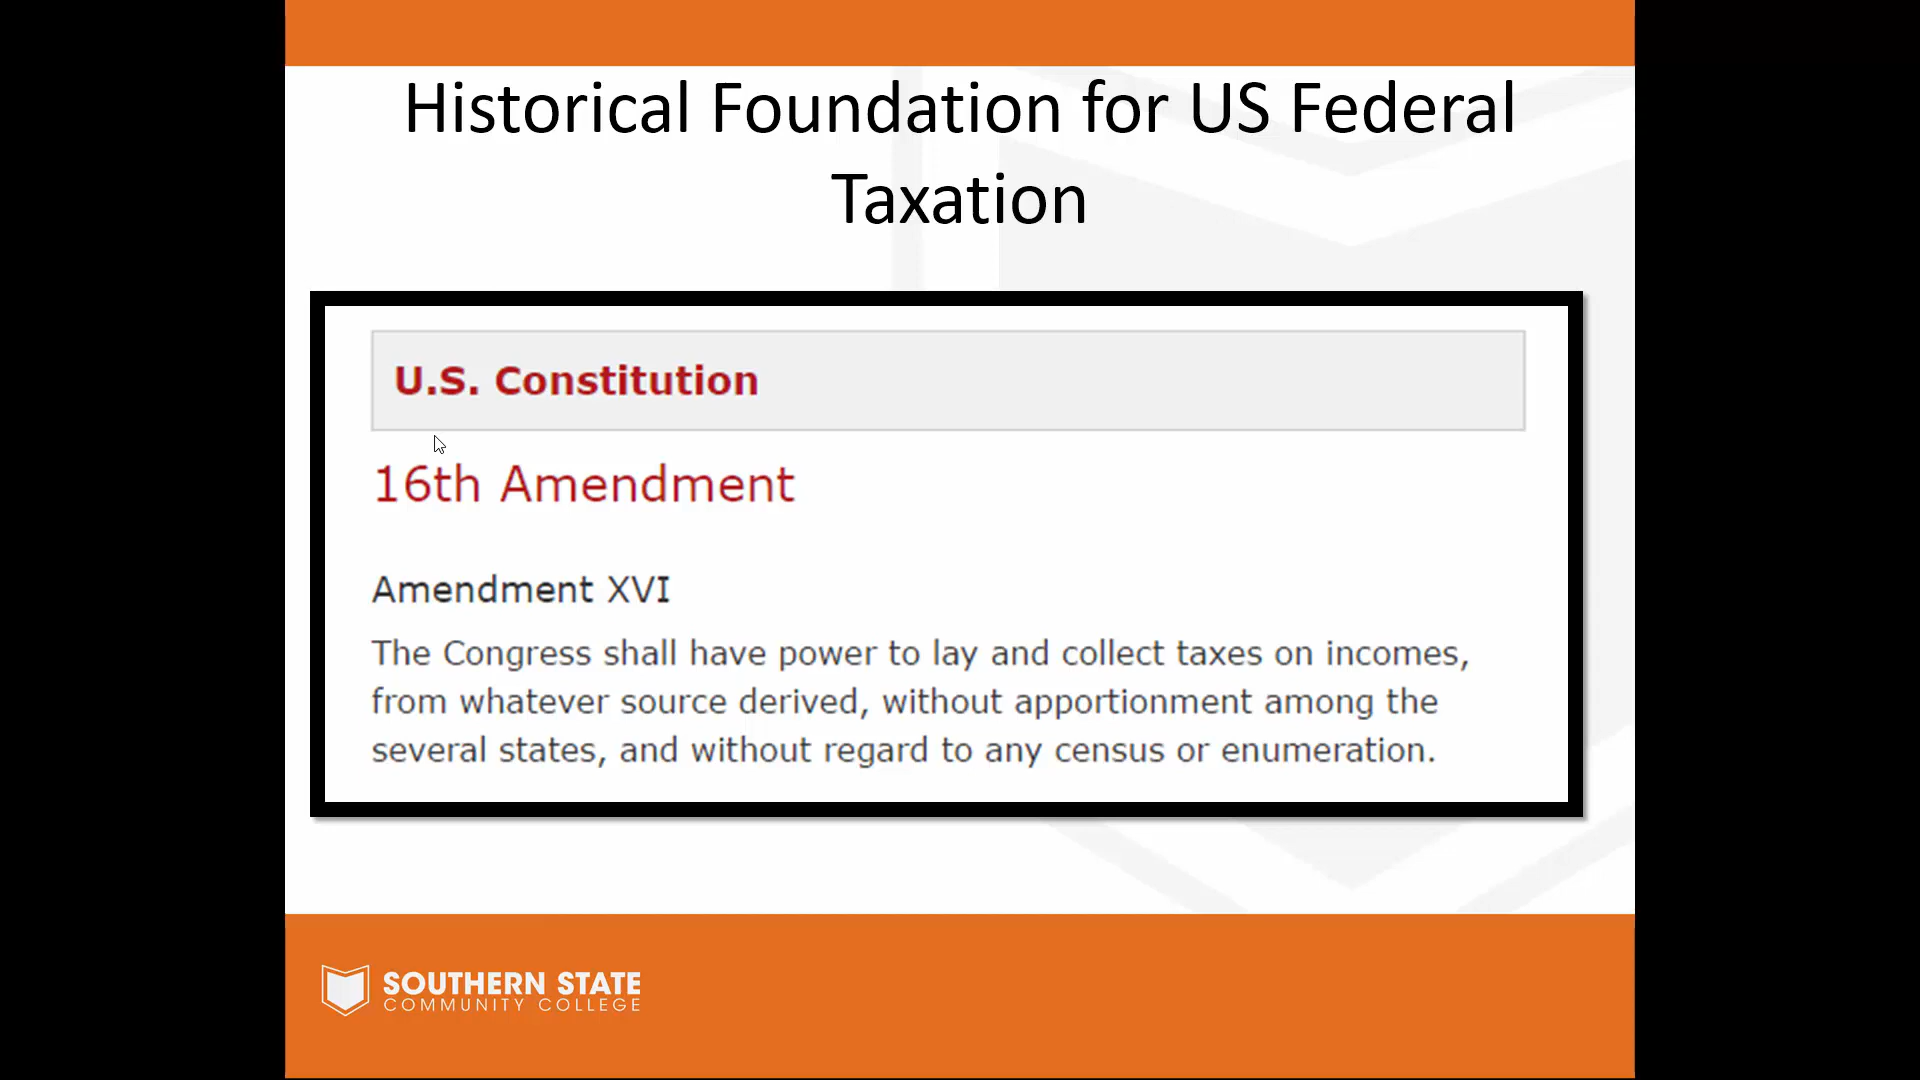 Historical Foundation for US Federal
Taxation
U.S. Constitution
16th Amendment
Amendment XVI
The Congress shall have power to lay and collect taxes on incomes,
from whatever source derived, without apportionment among the
several states, and without regard to any census or enumeration.
SOUTHERN STATE
COMMUNITY COLLEGE